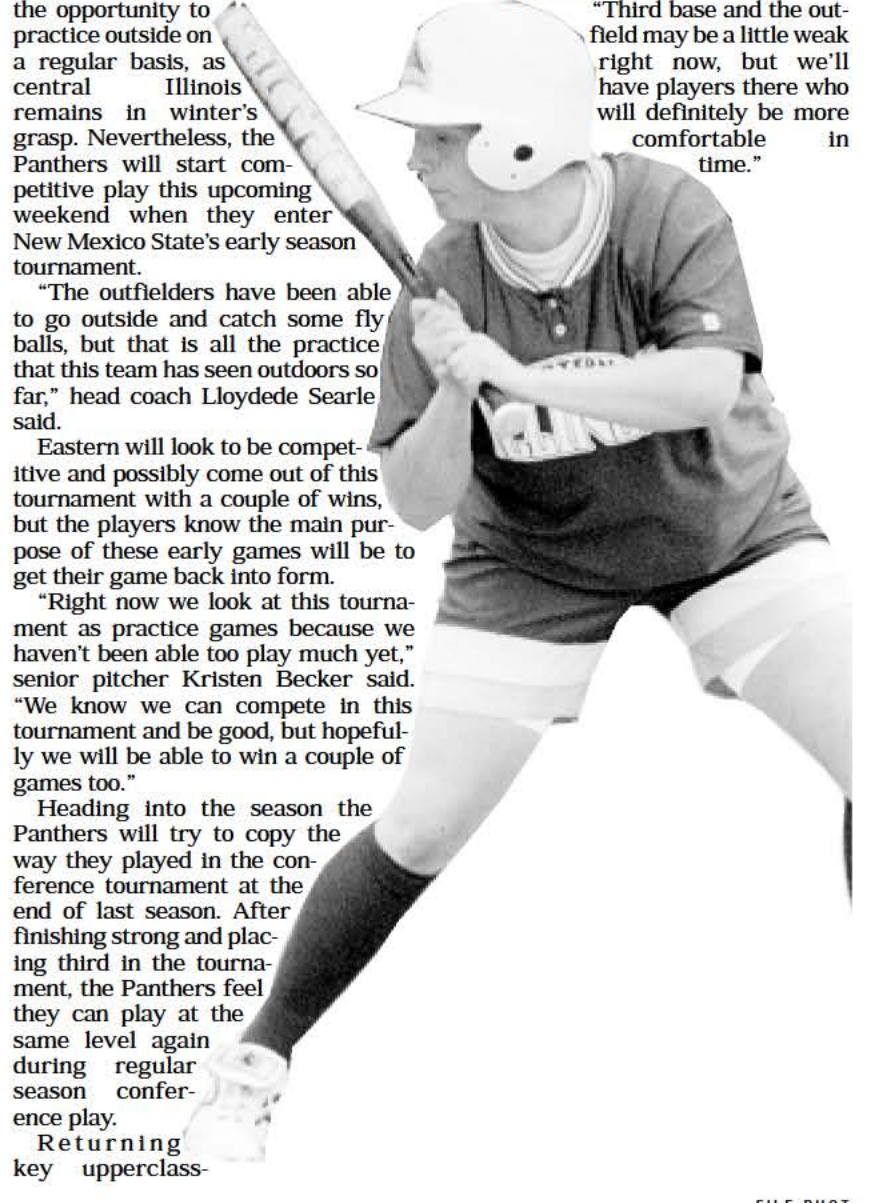 the opportunity to
practice outside on
a regular basis, as
central Illinois
remains in winter's
grasp. Nevertheless, the
Panthers will start com-
petitive play this upcoming
weekend when they enter
New Mexico State's early season
tournament.
“The outfielders have been able
to go outside and catch some fly
balls, but that is all the practice
that this team has seen outdoors so
far,” head coach Lloydede Searle
said.
Eastern will look to be compet-
itive and possibly come out of this
tournament with a couple of wins,
but the players know the main pur-
pose of these early games will be to
get their game back into form.
“Right now we look at this tourna-
ment as practice games because we
haven't been able too play much yet,”
senior pitcher Kristen Becker said.
“We know we can compete in this
tournament and be good, but hopeful-
ly we will be able to win a couple of
games too.”
Heading into the season the
Panthers will try to copy the
way they played in the con-
ference tournament at the
end of last season. After
finishing strong and plac-
ing third in the tourna-
ment, the Panthers feel
they can play at the
same level again
during regular
season confer-
ence play.
Returning
key upperclass-
“Third base and the out-
field may be a little weak
right now, but we'll
have players there who
will definitely be more
comfortable in
time.”